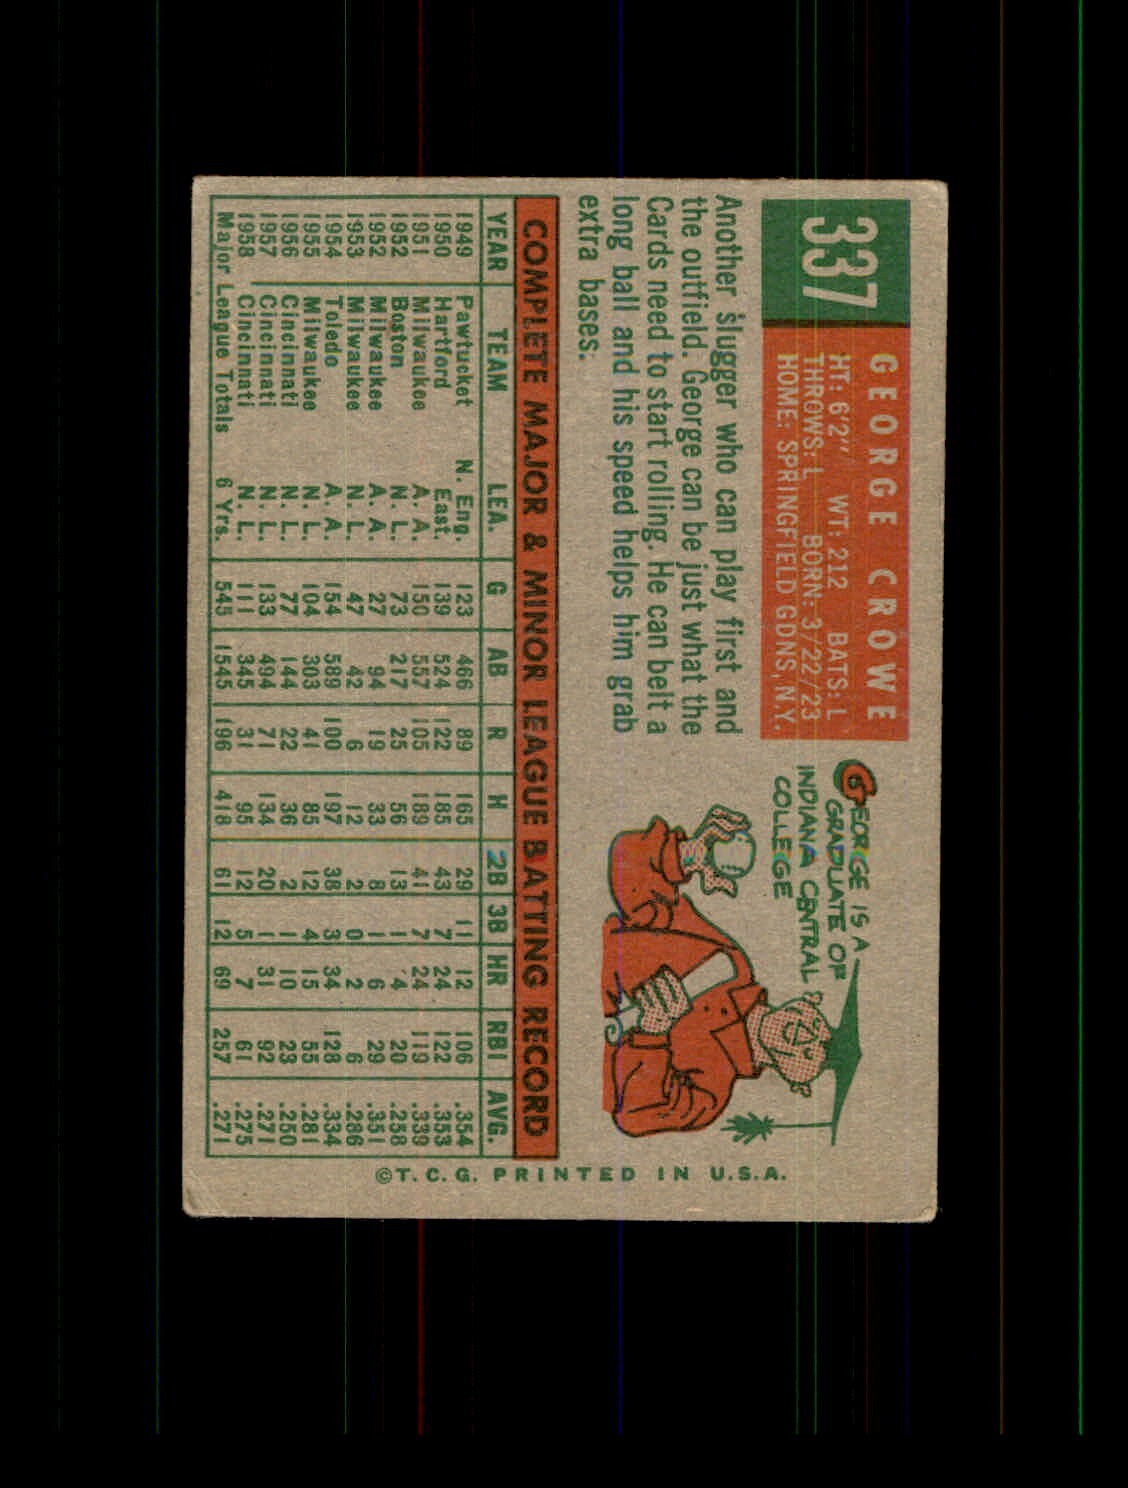 337
GEORGE CROWE
HT: 6'2" WT: 212 BATS: L
THROWS: L BORN: 3/22/23
HOME: SPRINGFIELD GDNS, N.Y.
GEORGE IS A
GRADUATE OF
INDIANA CENTRAL
COLLEGE
Another slugger who can play first and
the outfield. George can be just what the
Cards need to start rolling. He can belt a
long ball and his speed helps him grab
extra bases.
COMPLETE MAJOR & MINOR LEAGUE BATTING RECORD
YEAR TEAM LEA. G AB R H 2B 3B HR RBI AVG.
1949 Pawtucket N. Eng. 123 466 89 165 29 11 12 106 .354
1950 Hartford East. 139 524 122 185 43 7 24 122 .353
1951 Milwaukee A. A. 150 557 105 189 41 7 24 119 .339
1952 Boston N. L. 73 217 25 56 13 1 4 20 .258
1952 Milwaukee A. A. 27 94 19 33 8 1 6 29 .351
1953 Milwaukee N. L. 47 42 6 12 2 0 2 6 .286
1954 Toledo A. A. 154 589 100 197 38 3 34 128 .334
1955 Milwaukee N. L. 104 303 41 85 12 4 15 55 .281
1956 Cincinnati N. L. 77 144 22 36 2 1 10 23 .250
1957 Cincinnati N. L. 133 494 71 134 20 1 31 92 .271
1958 Cincinnati N. L. 111 345 31 95 12 5 7 61 .275
Major League Totals 6 Yrs. 545 1545 196 418 61 12 69 257 .271
©T. C. G. PRINTED IN U.S.A.